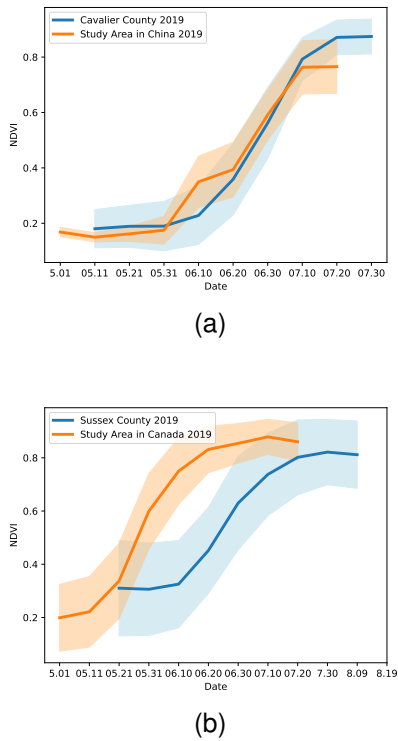 Cavalier County 2019
Study Area in China 2019
NDVI
0.8
0.6
0.4
0.2
5.01 05.11 05.21 05.31 06.10 06.20 06.30 07.10 07.20 07.30
Date
(a)
Sussex County 2019
Study Area in Canada 2019
NDVI
0.8
0.6
0.4
0.2
5.01 05.11 05.21 05.31 06.10 06.20 06.30 07.10 07.20 7.30 8.09 8.19
Date
(b)